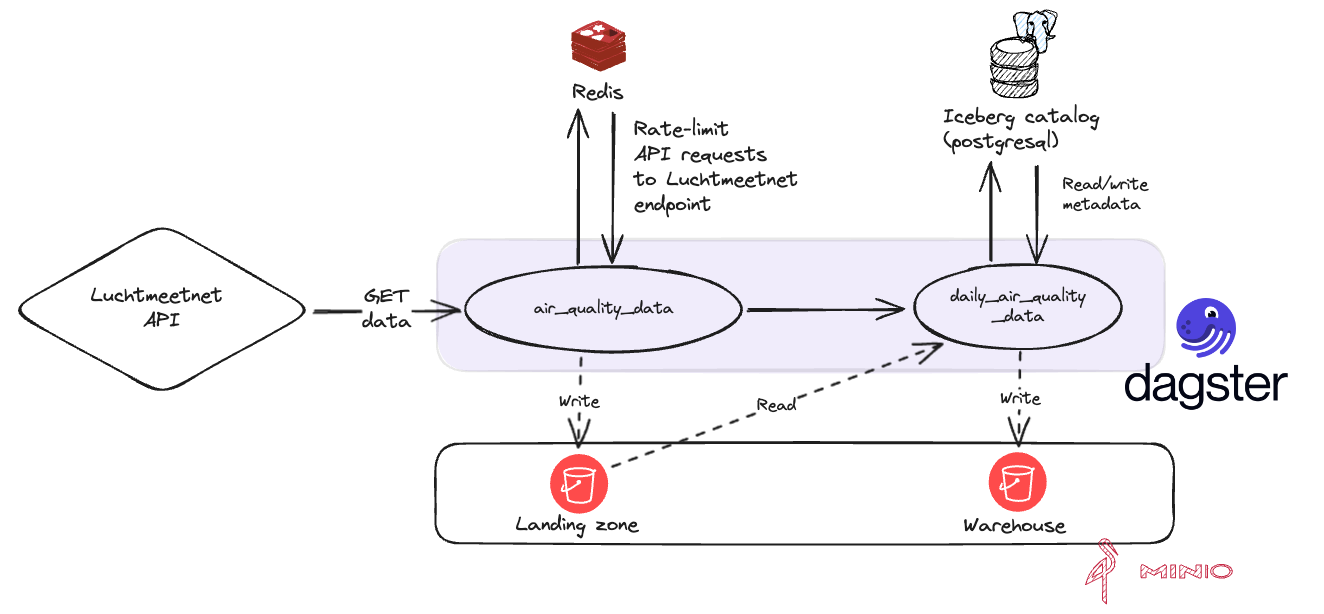 Redis
Rate-limit
API requests
to Luchtmeetnet
endpoint
Iceberg catalog
(postgresql)
Read/write
metadata
Luchtmeetnet
API
GET
data
air_quality_data
daily_air_quality
_data
dagster
Write
Read
Write
Landing zone
Warehouse
MINIO